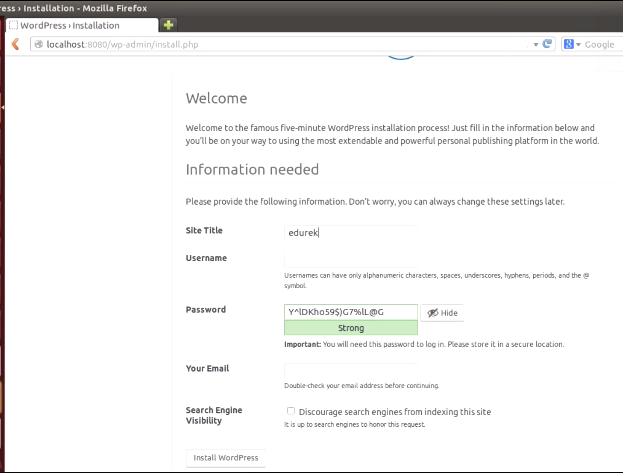 ress › Installation - Mozilla Firefox
WordPress › Installation
localhost:8080/wp-admin/install.php
Google
Welcome
Welcome to the famous five-minute WordPress installation process! Just fill in the information below and
you'll be on your way to using the most extendable and powerful personal publishing platform in the world.
Information needed
Please provide the following information. Don't worry, you can always change these settings later.
Site Title
edurek
Username
Usernames can have only alphanumeric characters, spaces, underscores, hyphens, periods, and the @
symbol.
Password
Y^lDKho59$)G7%lL@G
Hide
Strong
Important: You will need this password to log in. Please store it in a secure location.
Your Email
Double-check your email address before continuing.
Search Engine
Visibility
Discourage search engines from indexing this site
It is up to search engines to honor this request.
Install WordPress